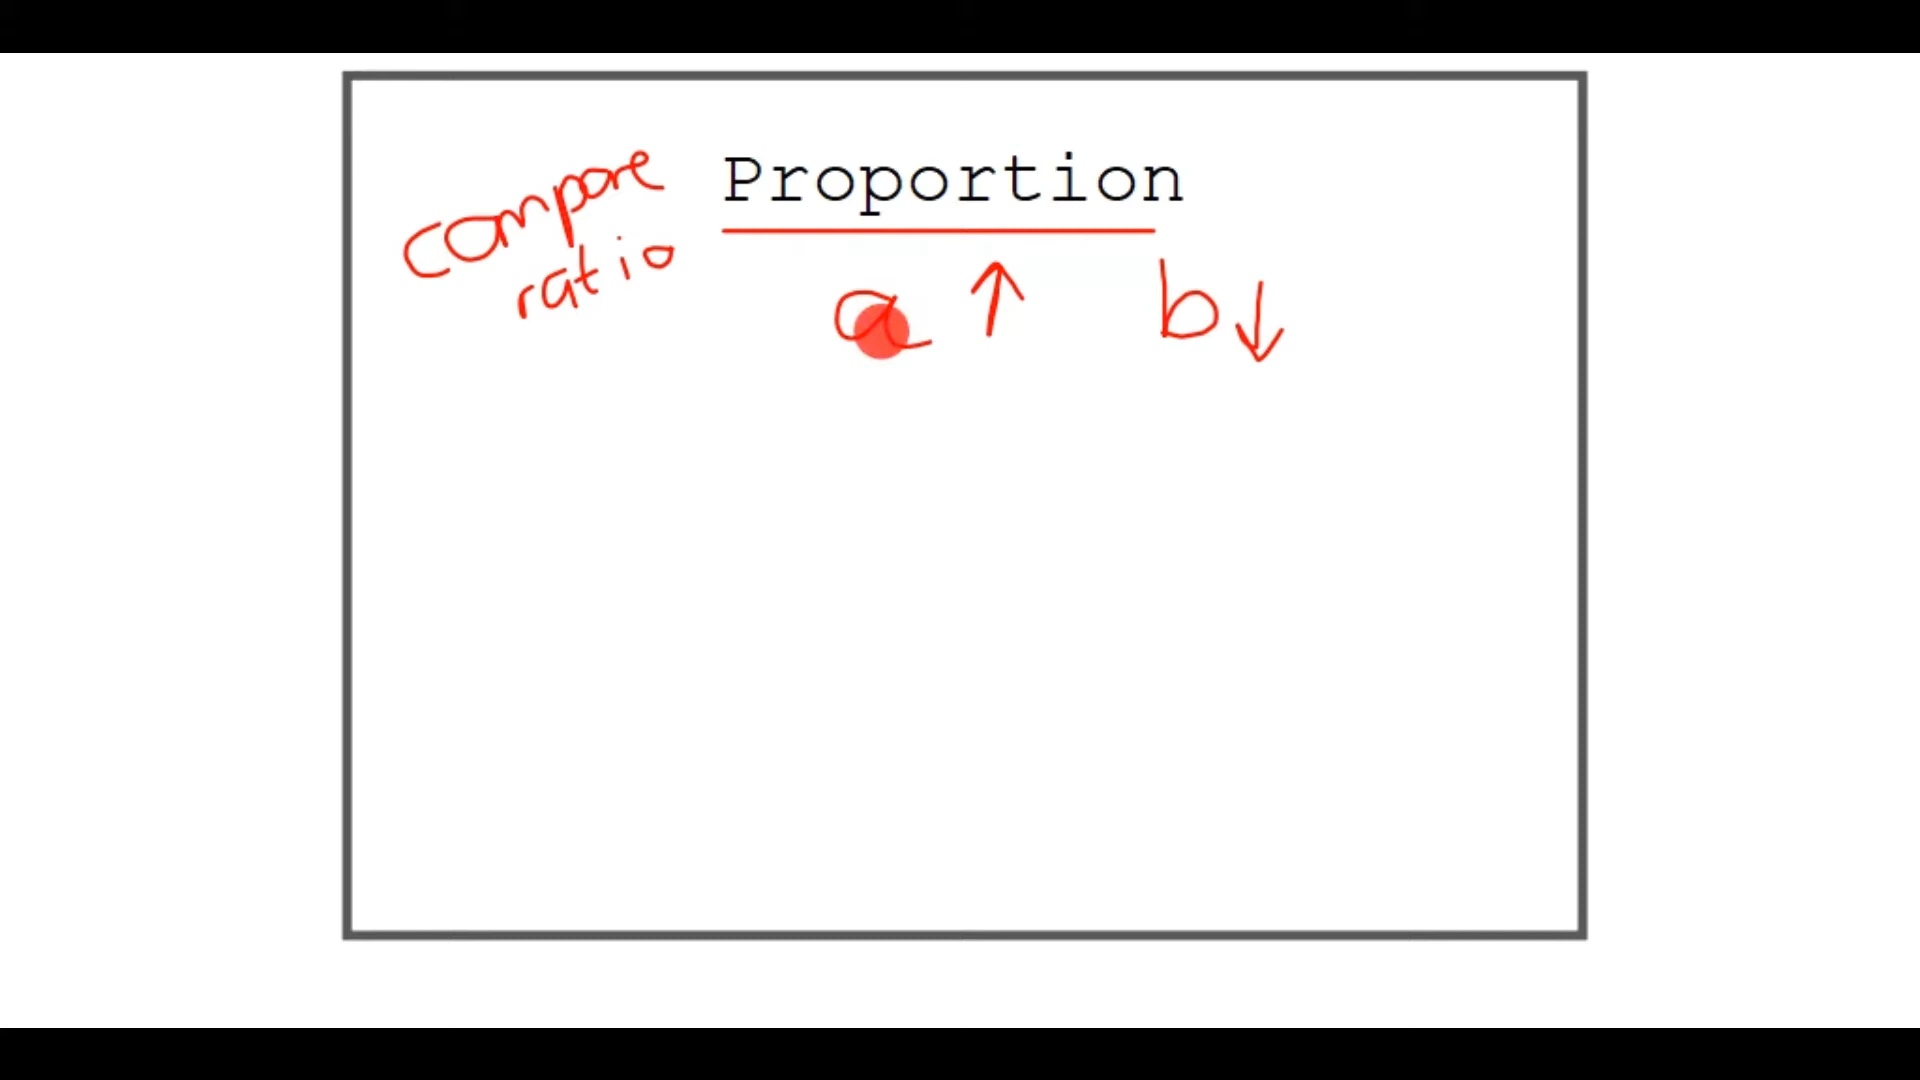 Proportion
compare
ratio
a ↑ b ↓